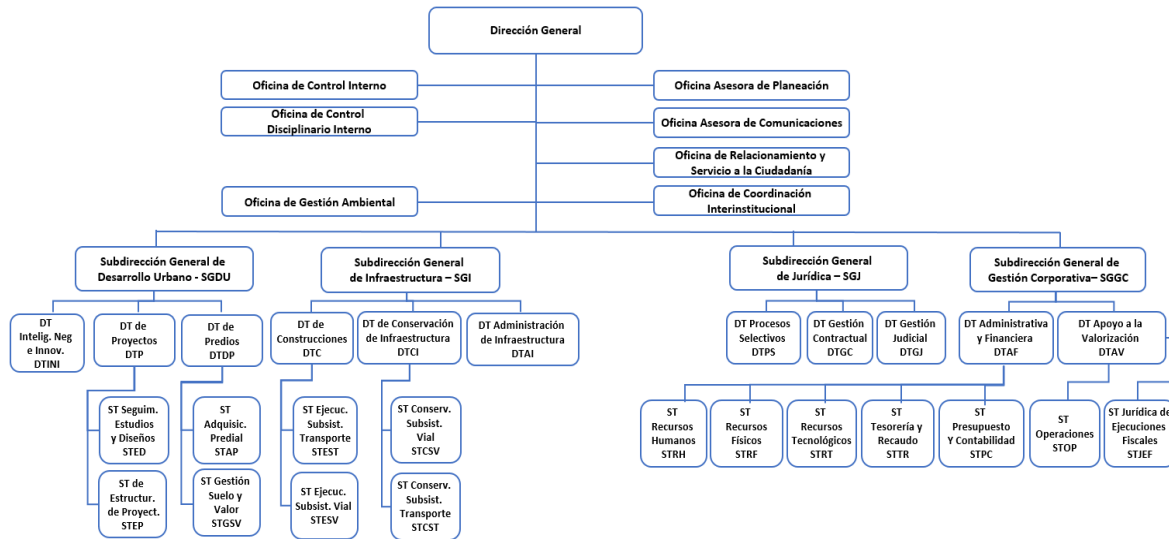 Dirección General
Oficina de Control Interno
Oficina Asesora de Planeación
Oficina de Control
Disciplinario Interno
Oficina Asesora de Comunicaciones
Oficina de Relacionamiento y
Servicio a la Ciudadanía
Oficina de Gestión Ambiental
Oficina de Coordinación
Interinstitucional
Subdirección General de
Desarrollo Urbano - SGDU
Subdirección General
de Infraestructura – SGI
Subdirección General
de Jurídica – SGJ
Subdirección General de
Gestión Corporativa– SGGC
DT
Intelig. Neg
e Innov.
DTINI
DT de
Proyectos
DTP
DT de
Predios
DTDP
DT de
Construcciones
DTC
DT de Conservación
de Infraestructura
DTCI
DT Administración
de Infraestructura
DTAI
DT Procesos
Selectivos
DTPS
DT Gestión
Contractual
DTGC
DT Gestión
Judicial
DTGJ
DT Administrativa
y Financiera
DTAF
DT Apoyo a la
Valorización
DTAV
ST Seguim.
Estudios
y Diseños
STED
ST
Adquisic.
Predial
STAP
ST Ejecuc.
Subsist.
Transporte
STEST
ST Conserv.
Subsist.
Vial
STCSV
ST
Recursos
Humanos
STRH
ST
Recursos
Físicos
STRF
ST
Recursos
Tecnológicos
STRT
ST
Tesorería y
Recaudo
STTR
ST
Presupuesto
Y Contabilidad
STPC
ST
Operaciones
STOP
ST Jurídica de
Ejecuciones
Fiscales
STJEF
ST de
Estructur.
de Proyect.
STEP
ST Gestión
Suelo y
Valor
STGSV
ST Ejecuc.
Subsist. Vial
STESV
ST Conserv.
Subsist.
Transporte
STCST